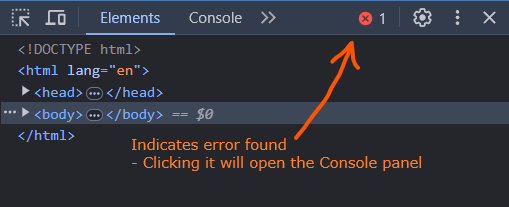 Elements Console 1
<!DOCTYPE html>
<html lang="en">
<head> ••• </head>
<body> ••• </body> == $0
</html>
Indicates error found
- Clicking it will open the Console panel